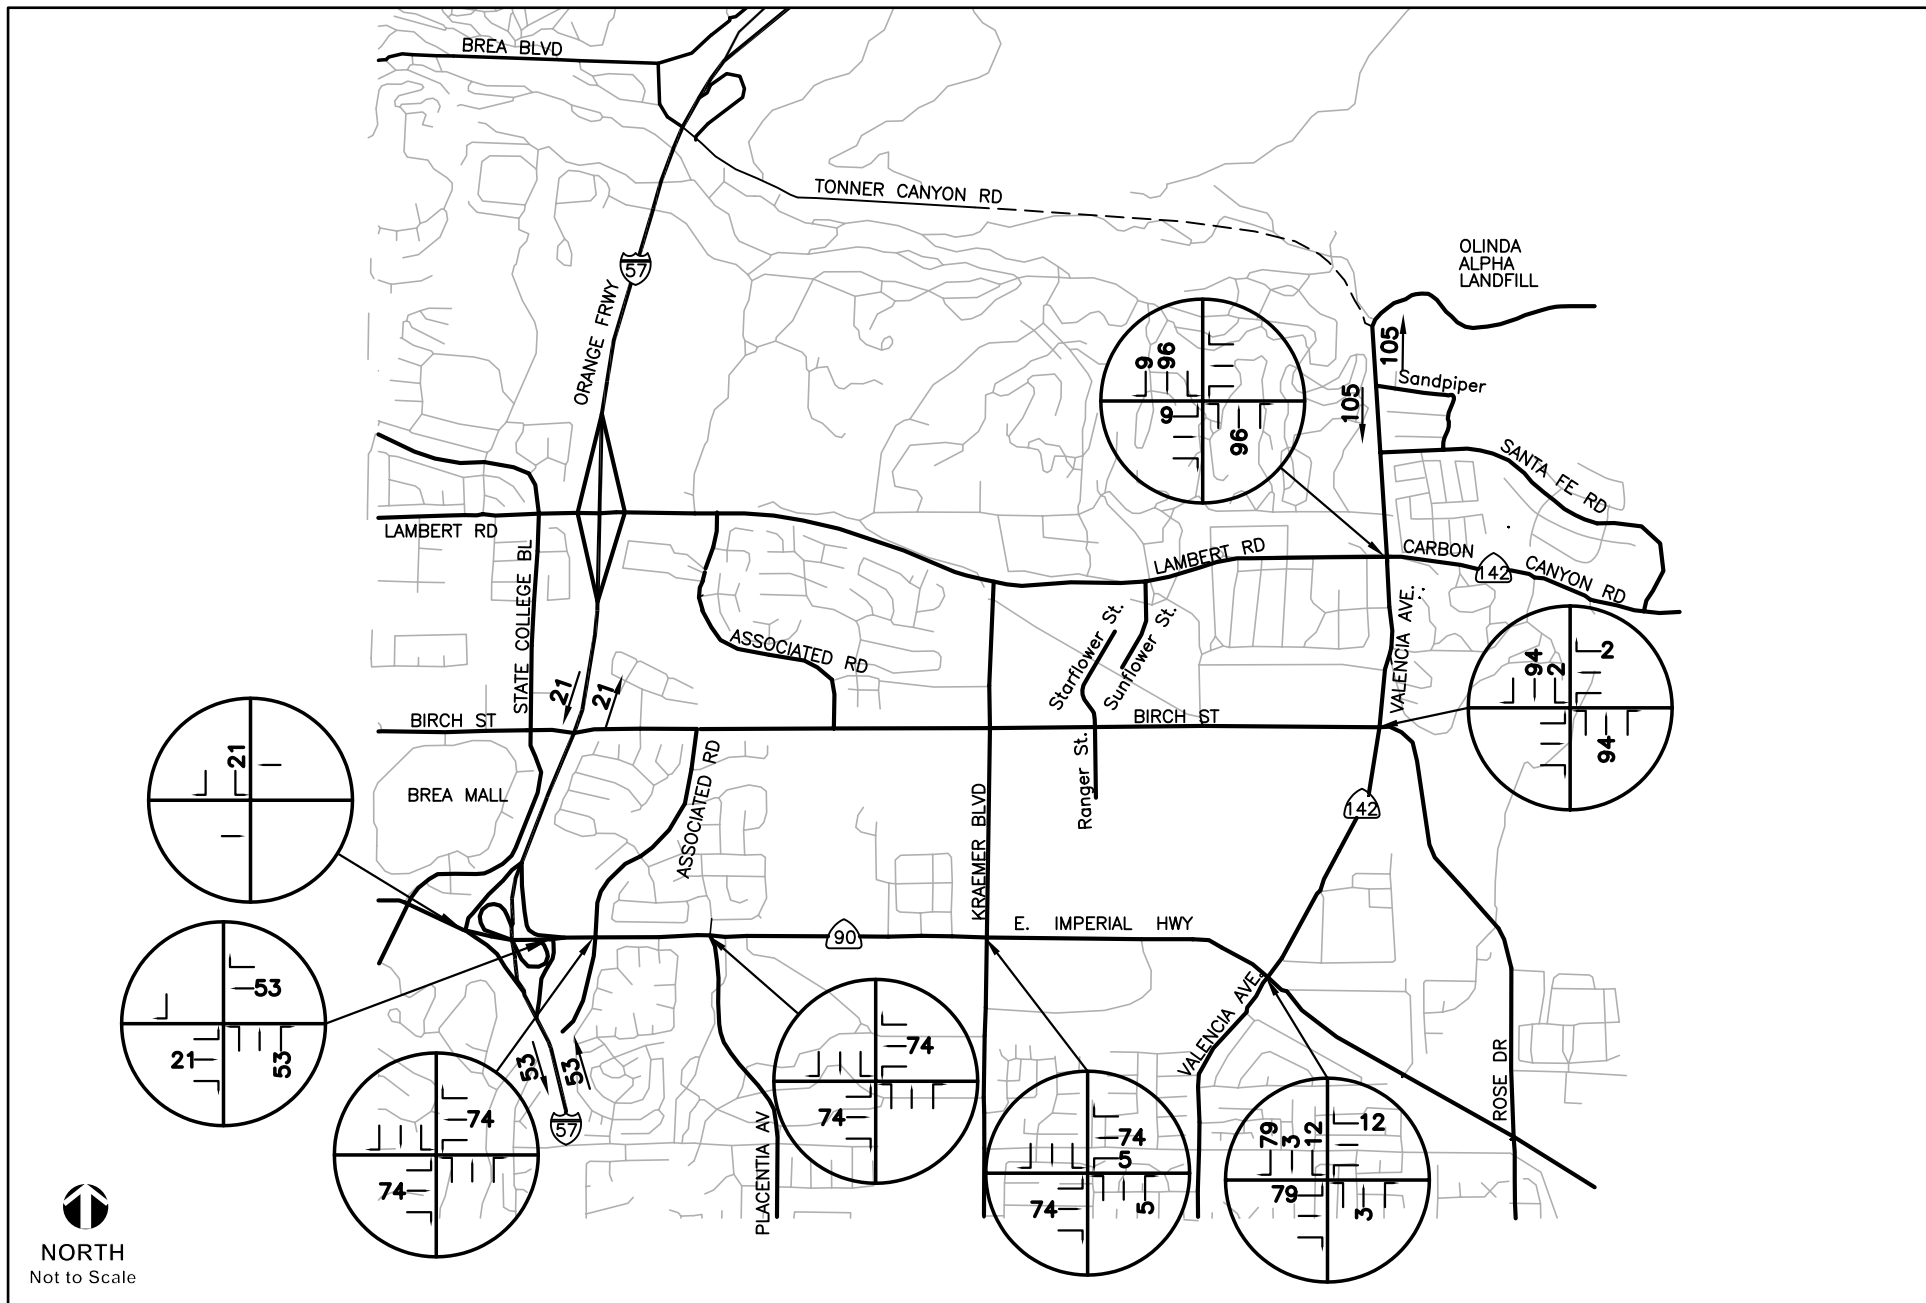 BREA BLVD
TONNER CANYON RD
OLINDA
ALPHA
LANDFILL
57
ORANGE FRWY
105
Sandpiper
105
9
96
9
96
SANTA FE RD
LAMBERT RD
STATE COLLEGE BL
LAMBERT RD
CARBON
142
CANYON RD
VALENCIA AVE.
ASSOCIATED RD
Starflower St.
Sunflower St.
94
2
2
94
21
21
BIRCH ST
BIRCH ST
21
BREA MALL
ASSOCIATED RD
Ranger St.
142
KRAEMER BLVD
90
E. IMPERIAL HWY
53
21
53
VALENCIA AVE.
53
53
57
74
74
74
74
PLACENTIA AV
74
5
74
5
79
3
12
12
79
3
ROSE DR
NORTH
Not to Scale